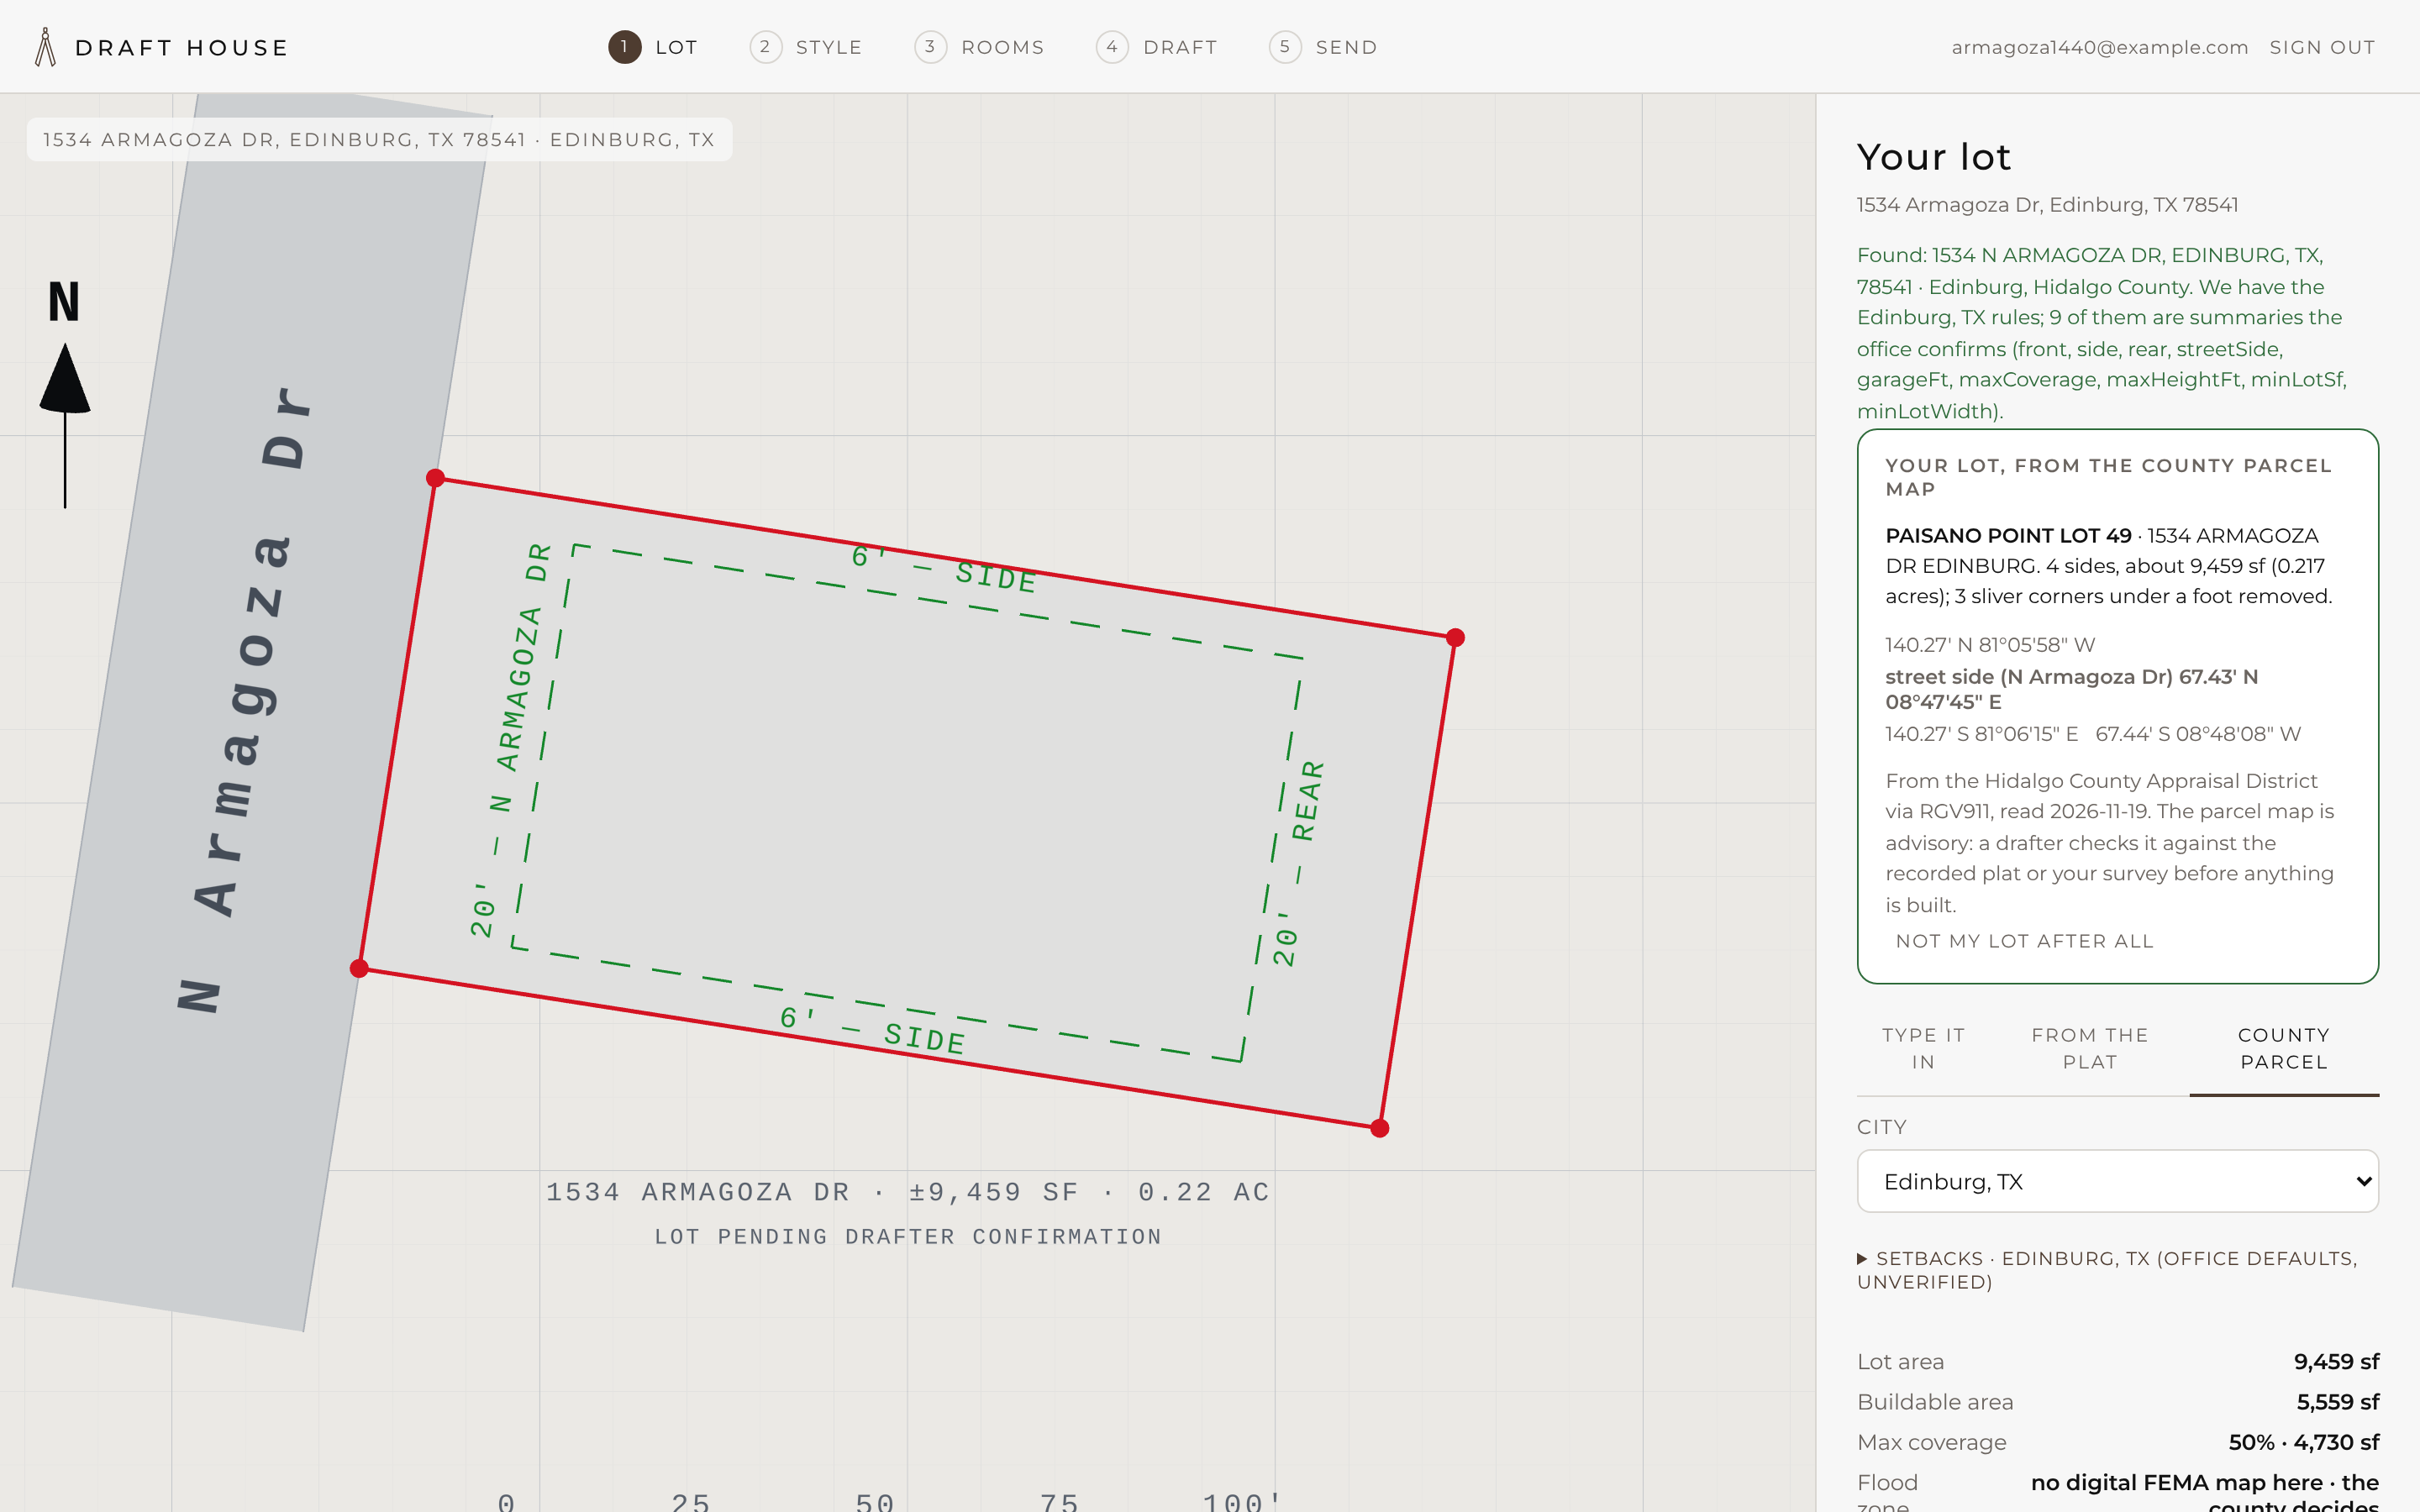 DRAFT HOUSE
1 LOT
2 STYLE
3 ROOMS
4 DRAFT
5 SEND
armagoza1440@example.com SIGN OUT
1534 ARMAGOZA DR, EDINBURG, TX 78541 · EDINBURG, TX
N
N Armagoza Dr
6' — SIDE
20' — N ARMAGOZA DR
20' — REAR
6' — SIDE
1534 ARMAGOZA DR · ±9,459 SF · 0.22 AC
LOT PENDING DRAFTER CONFIRMATION
0 25 50 75 100'
Your lot
1534 Armagoza Dr, Edinburg, TX 78541
Found: 1534 N ARMAGOZA DR, EDINBURG, TX,
78541 · Edinburg, Hidalgo County. We have the
Edinburg, TX rules; 9 of them are summaries the
office confirms (front, side, rear, streetSide,
garageFt, maxCoverage, maxHeightFt, minLotSf,
minLotWidth).
YOUR LOT, FROM THE COUNTY PARCEL
MAP
PAISANO POINT LOT 49 · 1534 ARMAGOZA
DR EDINBURG. 4 sides, about 9,459 sf (0.217
acres); 3 sliver corners under a foot removed.
140.27' N 81°05'58" W
street side (N Armagoza Dr) 67.43' N
08°47'45" E
140.27' S 81°06'15" E 67.44' S 08°48'08" W
From the Hidalgo County Appraisal District
via RGV911, read 2026-11-19. The parcel map is
advisory: a drafter checks it against the
recorded plat or your survey before anything
is built.
NOT MY LOT AFTER ALL
TYPE IT
IN
FROM THE
PLAT
COUNTY
PARCEL
CITY
Edinburg, TX
SETBACKS · EDINBURG, TX (OFFICE DEFAULTS,
UNVERIFIED)
Lot area 9,459 sf
Buildable area 5,559 sf
Max coverage 50% · 4,730 sf
Flood
zone
no digital FEMA map here · the
county decides